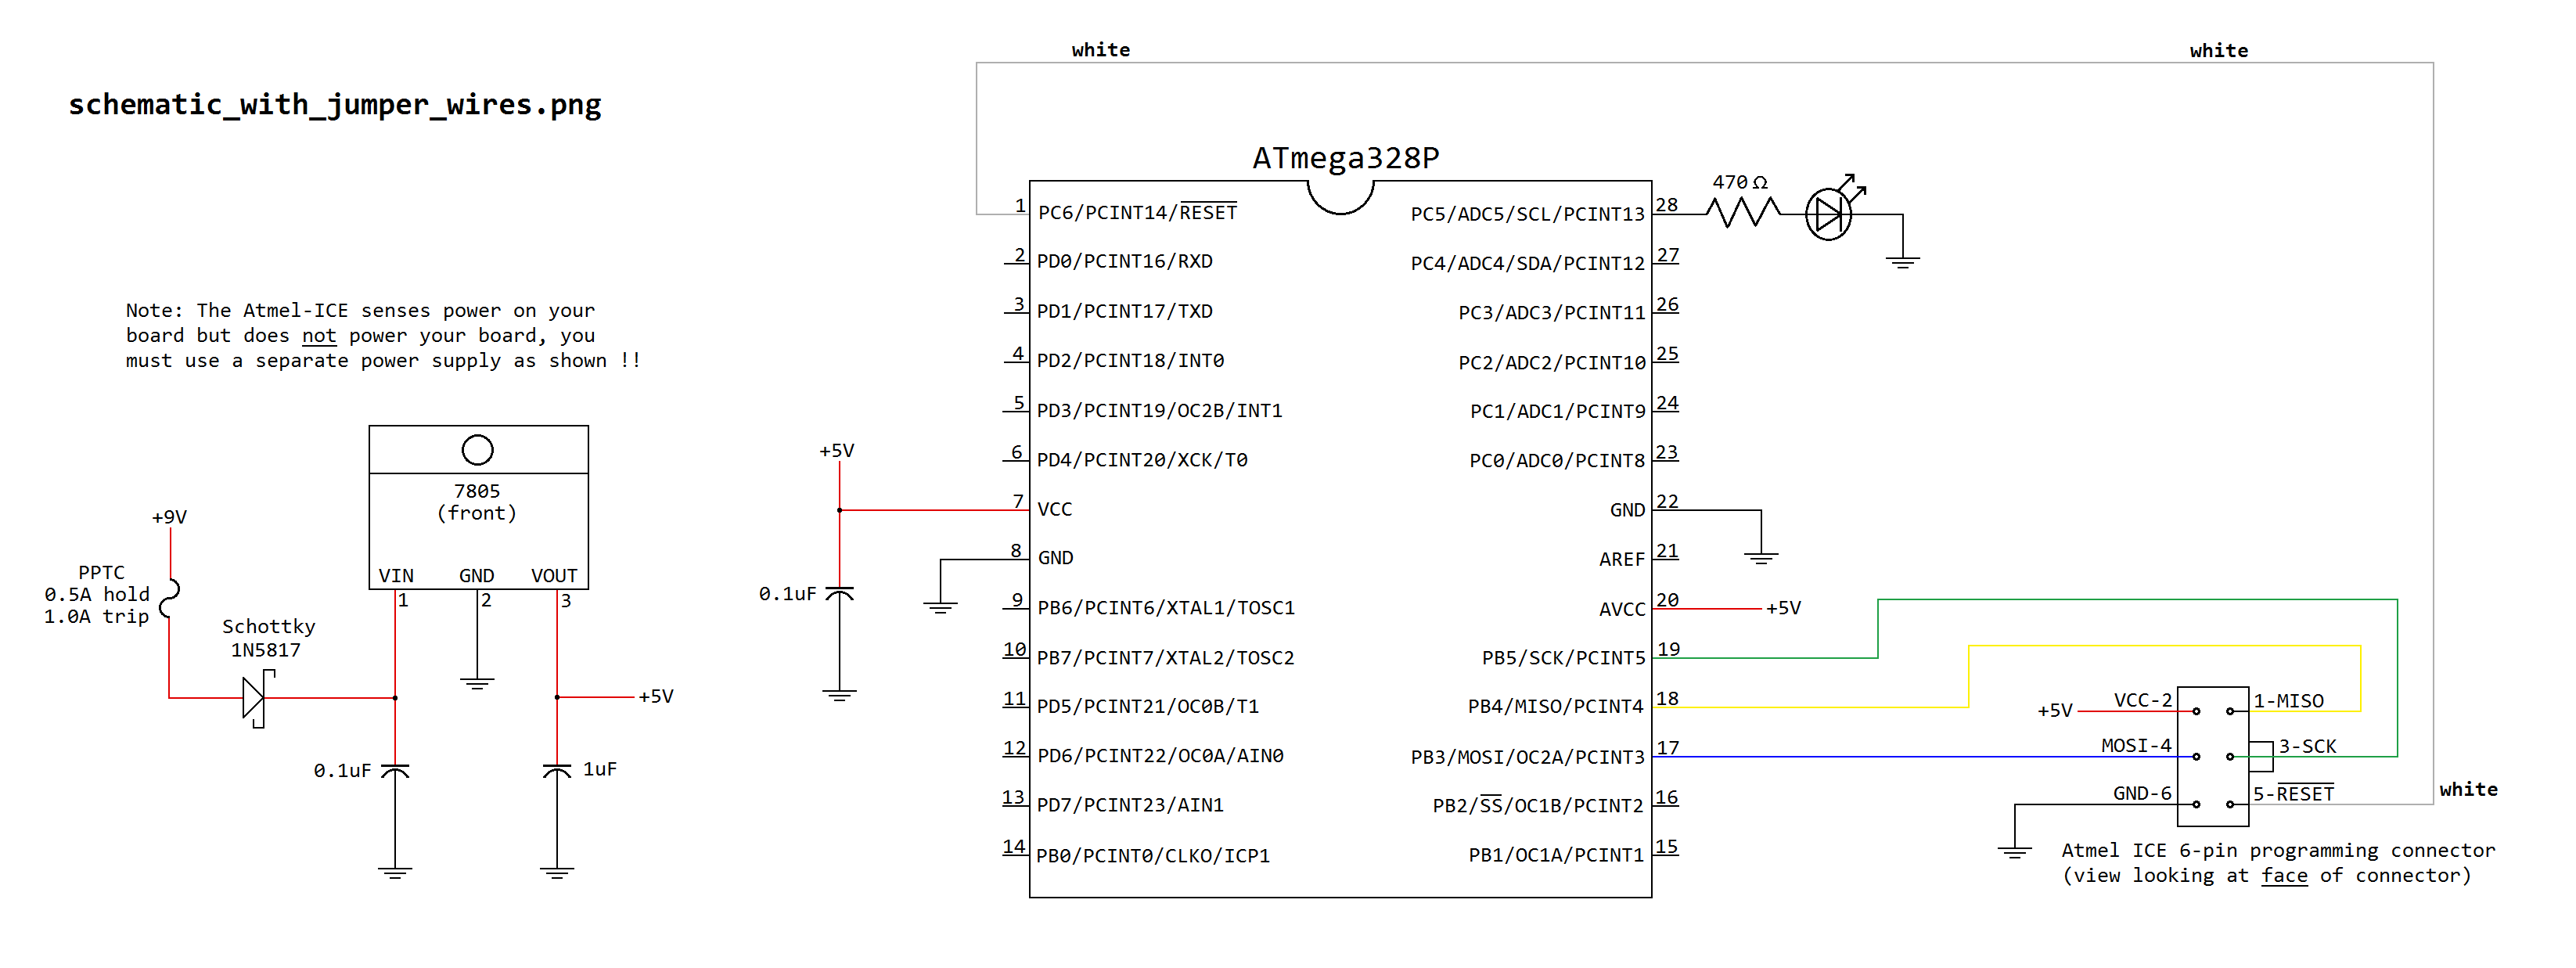 white
white
schematic_with_jumper_wires.png
ATmega328P
Note: The Atmel-ICE senses power on your
board but does not power your board, you
must use a separate power supply as shown !!
7805
(front)
VIN GND VOUT
1 2 3
+9V
PPTC
0.5A hold
1.0A trip
Schottky
1N5817
+5V
0.1uF
1uF
+5V
0.1uF
1 PC6/PCINT14/RESET
2 PD0/PCINT16/RXD
3 PD1/PCINT17/TXD
4 PD2/PCINT18/INT0
5 PD3/PCINT19/OC2B/INT1
6 PD4/PCINT20/XCK/T0
7 VCC
8 GND
9 PB6/PCINT6/XTAL1/TOSC1
10 PB7/PCINT7/XTAL2/TOSC2
11 PD5/PCINT21/OC0B/T1
12 PD6/PCINT22/OC0A/AIN0
13 PD7/PCINT23/AIN1
14 PB0/PCINT0/CLKO/ICP1
PC5/ADC5/SCL/PCINT13 28
PC4/ADC4/SDA/PCINT12 27
PC3/ADC3/PCINT11 26
PC2/ADC2/PCINT10 25
PC1/ADC1/PCINT9 24
PC0/ADC0/PCINT8 23
GND 22
AREF 21
AVCC 20
PB5/SCK/PCINT5 19
PB4/MISO/PCINT4 18
PB3/MOSI/OC2A/PCINT3 17
PB2/SS/OC1B/PCINT2 16
PB1/OC1A/PCINT1 15
470 Ω
+5V
+5V
VCC-2 1-MISO
MOSI-4 3-SCK
GND-6 5-RESET
white
Atmel ICE 6-pin programming connector
(view looking at face of connector)